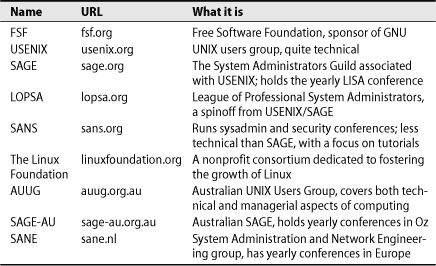 Name URL What it is
FSF fsf.org Free Software Foundation, sponsor of GNU
USENIX usenix.org UNIX users group, quite technical
SAGE sage.org The System Administrators Guild associated
with USENIX; holds the yearly LISA conference
LOPSA lopsa.org League of Professional System Administrators,
a spinoff from USENIX/SAGE
SANS sans.org Runs sysadmin and security conferences; less
technical than SAGE, with a focus on tutorials
The Linux linuxfoundation.org A nonprofit consortium dedicated to fostering
Foundation the growth of Linux
AUUG auug.org.au Australian UNIX Users Group, covers both tech-
nical and managerial aspects of computing
SAGE-AU sage-au.org.au Australian SAGE, holds yearly conferences in Oz
SANE sane.nl System Administration and Network Engineer-
ing group, has yearly conferences in Europe